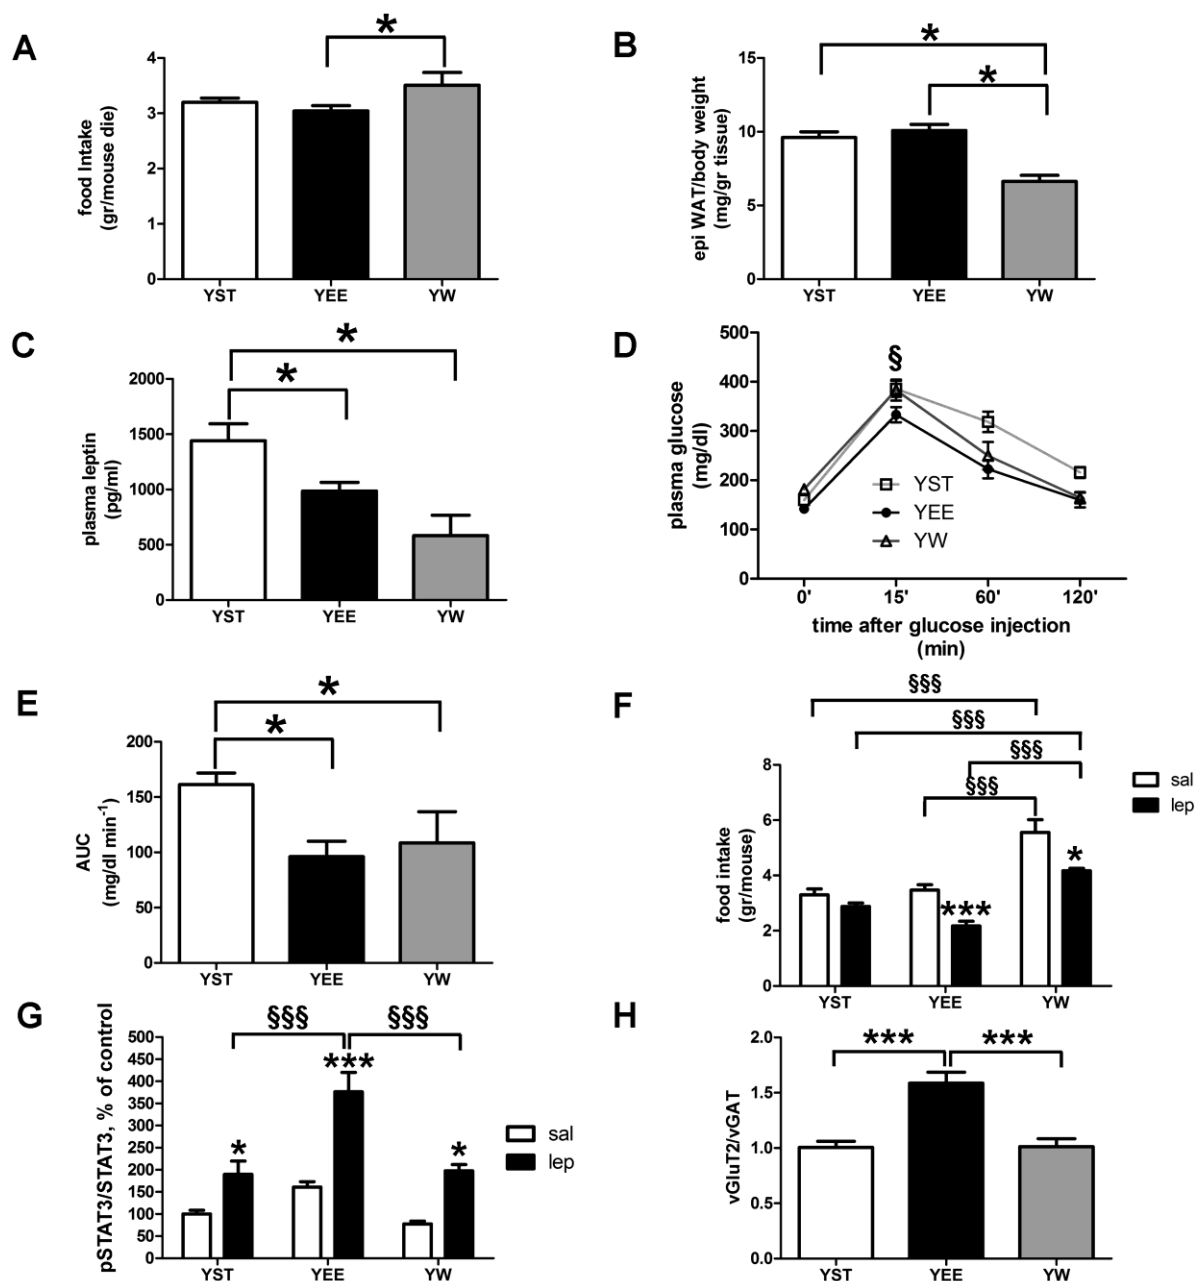 A
*
food Intake
(gr/mouse die)
4
3
2
1
0
YST YEE YW
B
*
*
epi WAT/body weight
(mg/gr tissue)
15
10
5
0
YST YEE YW
C
*
*
plasma leptin
(pg/ml)
2000
1500
1000
500
0
YST YEE YW
D
§
plasma glucose
(mg/dl)
500
400
300
200
100
0
YST
YEE
YW
0' 15' 60' 120'
time after glucose injection
(min)
E
*
*
AUC
(mg/dl min⁻¹)
200
150
100
50
0
YST YEE YW
F
§§§
§§§
§§§
§§§
food intake
(gr/mouse)
8
6
4
2
0
***
*
sal
lep
YST YEE YW
G
§§§ §§§
pSTAT3/STAT3, % of control
500
450
400
350
300
250
200
150
100
50
0
*
***
*
sal
lep
YST YEE YW
H
*** ***
vGluT2/vGAT
2.0
1.5
1.0
0.5
0.0
YST YEE YW